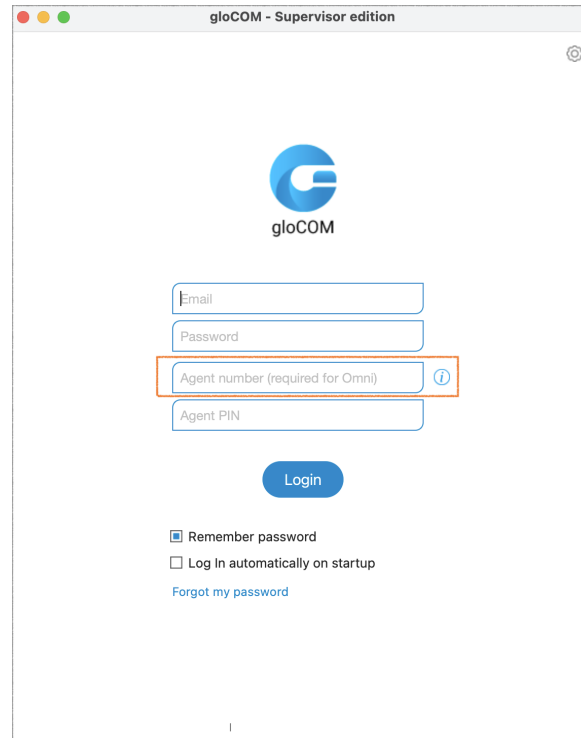 gloCOM - Supervisor edition
gloCOM
Email
Password
Agent number (required for Omni)
i
Agent PIN
Login
Remember password
Log In automatically on startup
Forgot my password